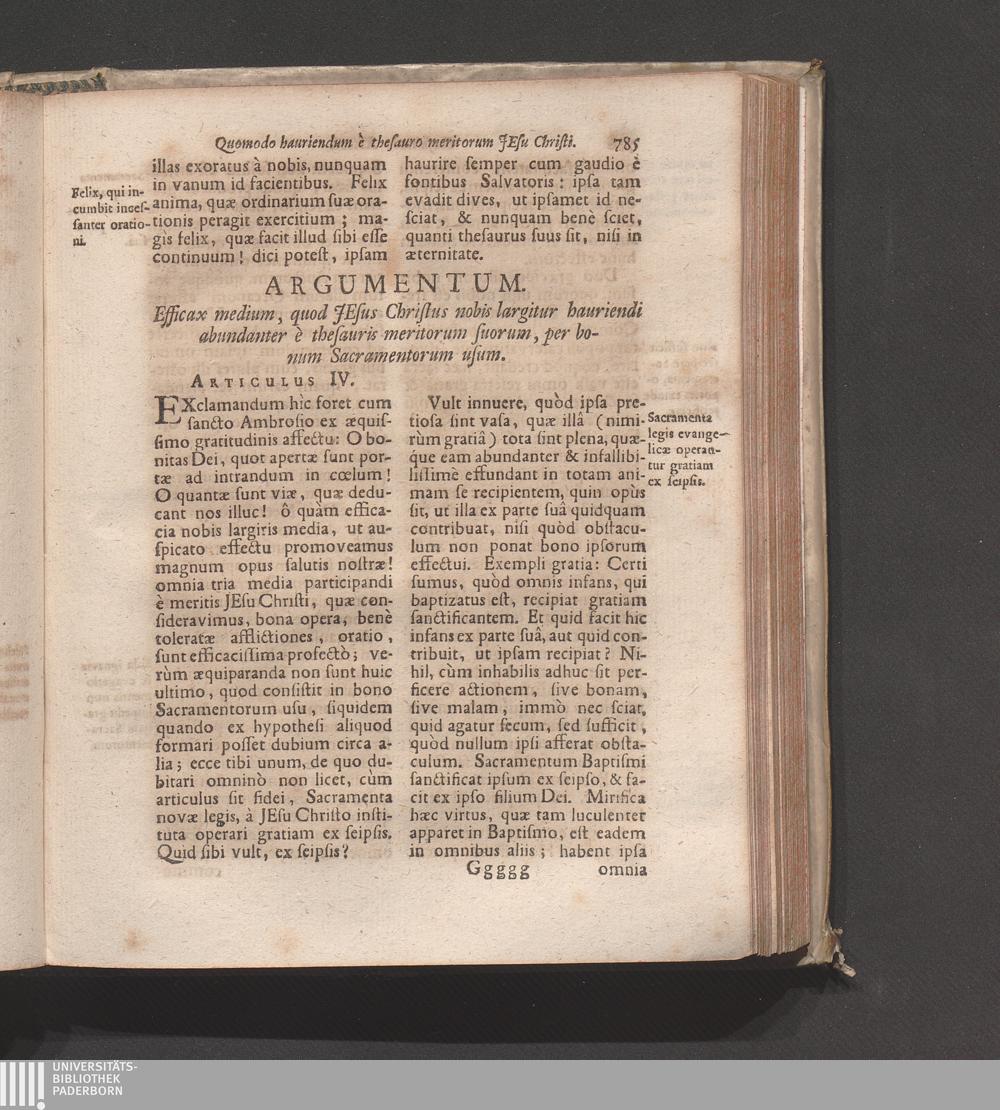 Quomodo hauriendum è theſauro meritorum JEſu Chriſti. 785
illas exoratus à nobis, nunquam
in vanum id facientibus. Felix
anima, quæ ordinarium ſuæ ora-
tionis peragit exercitium; ma-
gis felix, quæ facit illud ſibi eſſe
continuum! dici poteſt, ipſam
Felix, qui in-
cumbit inceſ-
ſanter oratio-
ni.
haurire ſemper cum gaudio è
fontibus Salvatoris: ipſa tam
evadit dives, ut ipſamet id ne-
ſciat, & nunquam benè ſciet,
quanti theſaurus ſuus ſit, niſi in
æternitate.
ARGUMENTUM.
Efficax medium, quod JEſus Chriſtus nobis largitur hauriendi
abundanter è theſauris meritorum ſuorum, per bo-
num Sacramentorum uſum.
ARTICULUS IV.
EXclamandum hìc foret cum
ſancto Ambroſio ex æquiſ-
ſimo gratitudinis affectu: O bo-
nitas Dei, quot apertæ ſunt por-
tæ ad intrandum in cœlum!
O quantæ ſunt viæ, quæ dedu-
cant nos illuc! ô quàm effica-
cia nobis largiris media, ut au-
ſpicato effectu promoveamus
magnum opus ſalutis noſtræ!
omnia tria media participandi
è meritis JEſu Chriſti, quæ con-
ſideravimus, bona opera, benè
toleratæ afflictiones, oratio,
ſunt efficaciſſima profectò; ve-
rùm æquiparanda non ſunt huic
ultimo, quod conſiſtit in bono
Sacramentorum uſu, ſiquidem
quando ex hypotheſi aliquod
formari poſſet dubium circa a-
lia; ecce tibi unum, de quo du-
bitari omninò non licet, cùm
articulus ſit fidei, Sacramenta
novæ legis, à JEſu Chriſto inſti-
tuta operari gratiam ex ſeipſis.
Quid ſibi vult, ex ſeipſis?
Vult innuere, quòd ipſa pre-
tioſa ſint vaſa, quæ illâ (nimi-
rùm gratiâ) tota ſint plena, quæ-
que eam abundanter & infallibi-
liſſimè effundant in totam ani-
mam ſe recipientem, quin opus
ſit, ut illa ex parte ſuâ quidquam
contribuat, niſi quòd obſtacu-
lum non ponat bono ipſorum
effectui. Exempli gratia: Certi
ſumus, quòd omnis infans, qui
baptizatus eſt, recipiat gratiam
ſanctificantem. Et quid facit hic
infans ex parte ſuâ, aut quid con-
tribuit, ut ipſam recipiat? Ni-
hil, cùm inhabilis adhuc ſit per-
ficere actionem, ſive bonam,
ſive malam, immò nec ſciat,
quid agatur ſecum, ſed ſufficit,
quòd nullum ipſi afferat obſta-
culum. Sacramentum Baptiſmi
ſanctificat ipſum ex ſeipſo, & fa-
cit ex ipſo filium Dei. Mirifica
hæc virtus, quæ tam luculenter
apparet in Baptiſmo, eſt eadem
in omnibus aliis; habent ipſa
Sacramenta
legis evange-
licæ operan-
tur gratiam
ex ſeipſis.
Ggggg omnia
UNIVERSITÄTS-
BIBLIOTHEK
PADERBORN